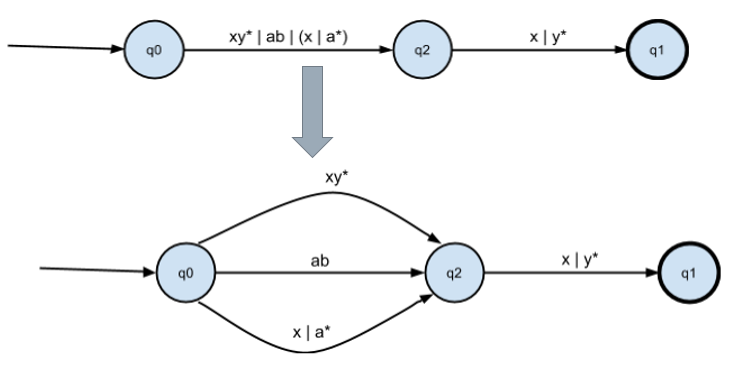 xy* | ab | (x | a*)
x | y*
q0
q2
q1
xy*
ab
x | y*
q0
q2
q1
x | a*